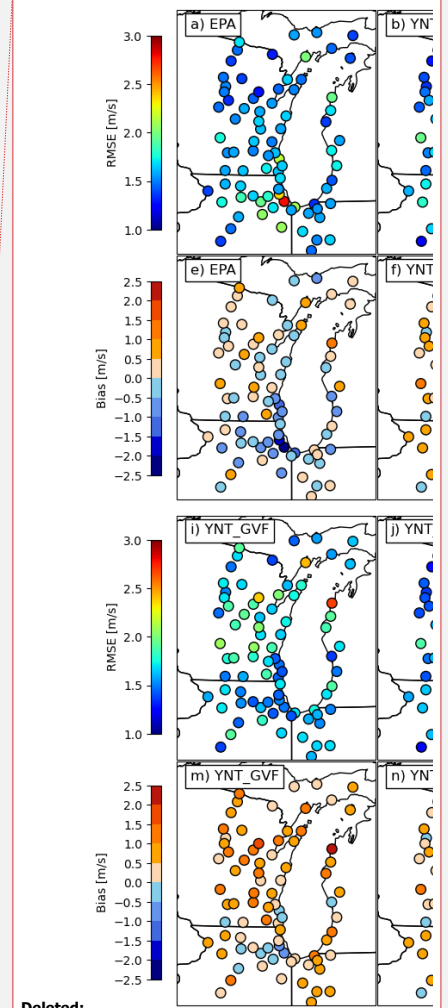 a) EPA
b) YNT
3.0
2.5
2.0
1.5
1.0
RMSE [m/s]
e) EPA
f) YNT
2.5
2.0
1.5
1.0
0.5
0.0
−0.5
−1.0
−1.5
−2.0
−2.5
Bias [m/s]
i) YNT_GVF
j) YNT
3.0
2.5
2.0
1.5
1.0
RMSE [m/s]
m) YNT_GVF
n) YNT
2.5
2.0
1.5
1.0
0.5
0.0
−0.5
−1.0
−1.5
−2.0
−2.5
Bias [m/s]
Deleted: